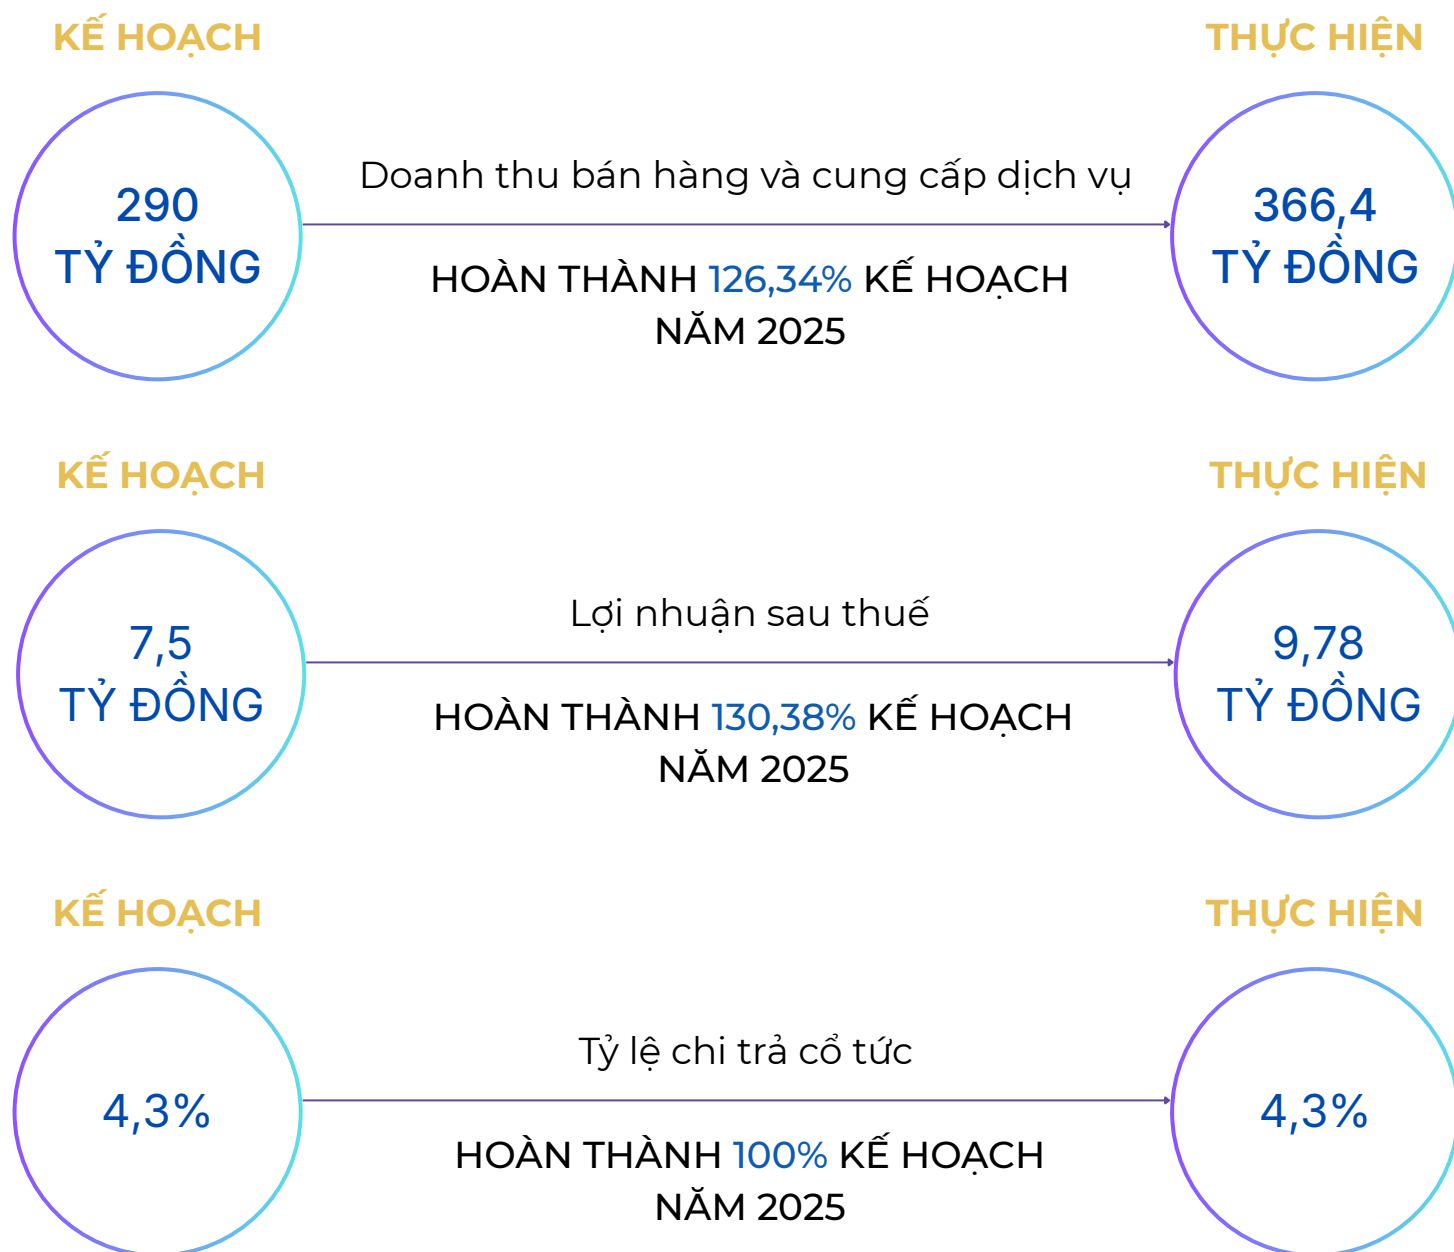 KẾ HOẠCH
THỰC HIỆN
290
TỶ ĐỒNG
Doanh thu bán hàng và cung cấp dịch vụ
HOÀN THÀNH 126,34% KẾ HOẠCH
NĂM 2025
366,4
TỶ ĐỒNG
KẾ HOẠCH
THỰC HIỆN
7,5
TỶ ĐỒNG
Lợi nhuận sau thuế
HOÀN THÀNH 130,38% KẾ HOẠCH
NĂM 2025
9,78
TỶ ĐỒNG
KẾ HOẠCH
THỰC HIỆN
4,3%
Tỷ lệ chi trả cổ tức
HOÀN THÀNH 100% KẾ HOẠCH
NĂM 2025
4,3%